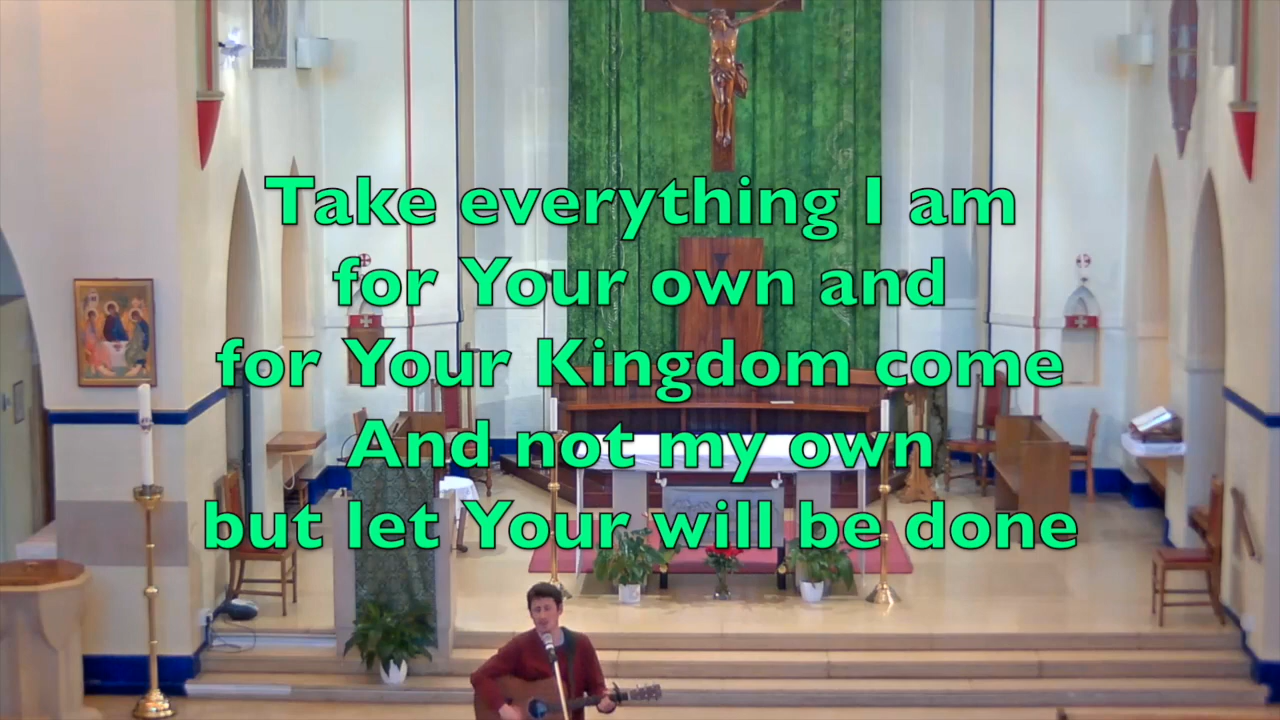 Take everything I am
for Your own and
for Your Kingdom come
And not my own
but let Your will be done